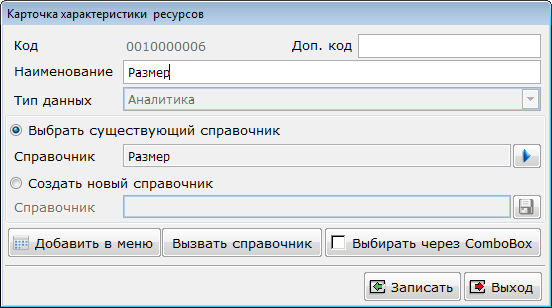 Карточка характеристики ресурсов
Код 0010000006 Доп. код
Наименование Размер
Тип данных Аналитика
Выбрать существующий справочник
Справочник Размер
Создать новый справочник
Справочник
Добавить в меню Вызвать справочник Выбирать через ComboBox
Записать Выход